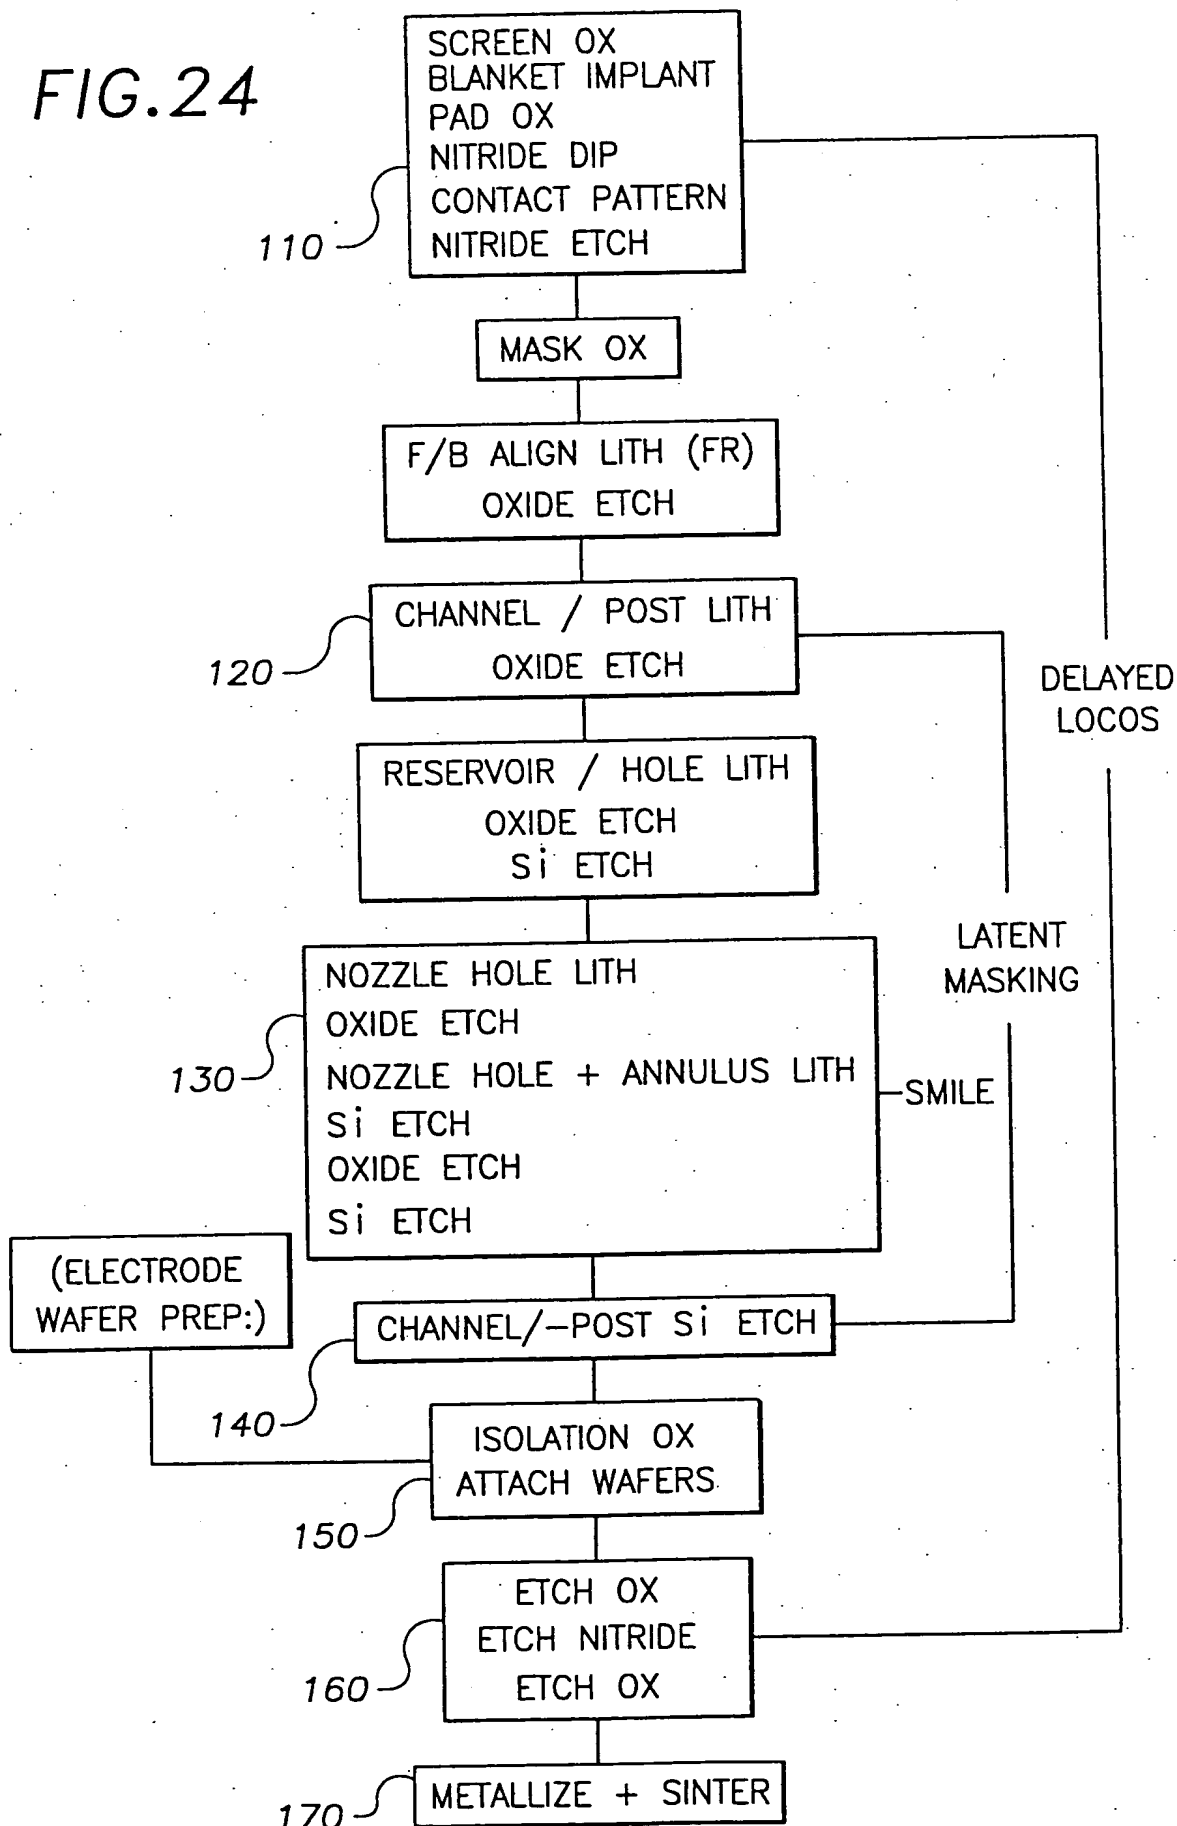 FIG.24
SCREEN OX
BLANKET IMPLANT
PAD OX
NITRIDE DIP
CONTACT PATTERN
NITRIDE ETCH
110
MASK OX
F/B ALIGN LITH (FR)
OXIDE ETCH
CHANNEL / POST LITH
OXIDE ETCH
120
DELAYED
LOCOS
RESERVOIR / HOLE LITH
OXIDE ETCH
Si ETCH
LATENT
MASKING
NOZZLE HOLE LITH
OXIDE ETCH
NOZZLE HOLE + ANNULUS LITH
Si ETCH
OXIDE ETCH
Si ETCH
130
SMILE
(ELECTRODE
WAFER PREP:)
CHANNEL/-POST Si ETCH
140
ISOLATION OX
ATTACH WAFERS
150
ETCH OX
ETCH NITRIDE
ETCH OX
160
METALLIZE + SINTER
170